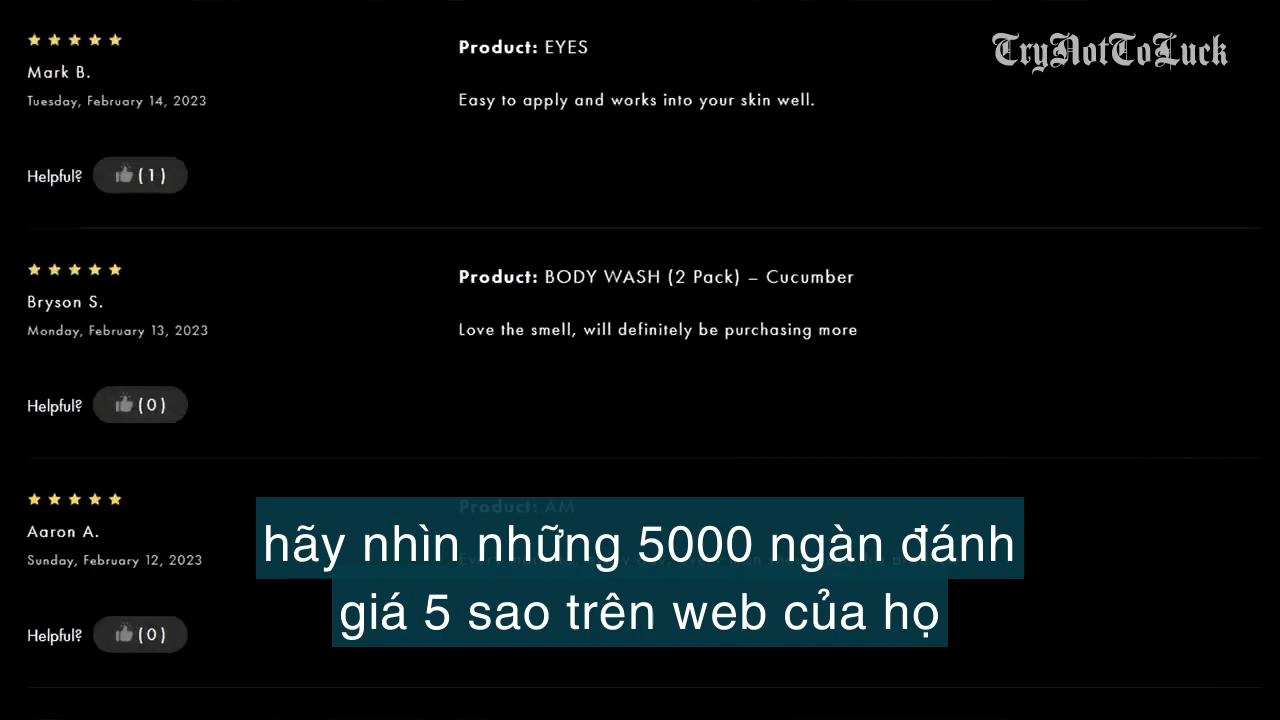 Mark B.
Tuesday, February 14, 2023
Product: EYES
Easy to apply and works into your skin well.
TryNotToLuck
Helpful? (1)
Bryson S.
Monday, February 13, 2023
Product: BODY WASH (2 Pack) – Cucumber
Love the smell, will definitely be purchasing more
Helpful? (0)
Aaron A.
Sunday, February 12, 2023
Product: AM
hãy nhìn những 5000 ngàn đánh
giá 5 sao trên web của họ
Helpful? (0)